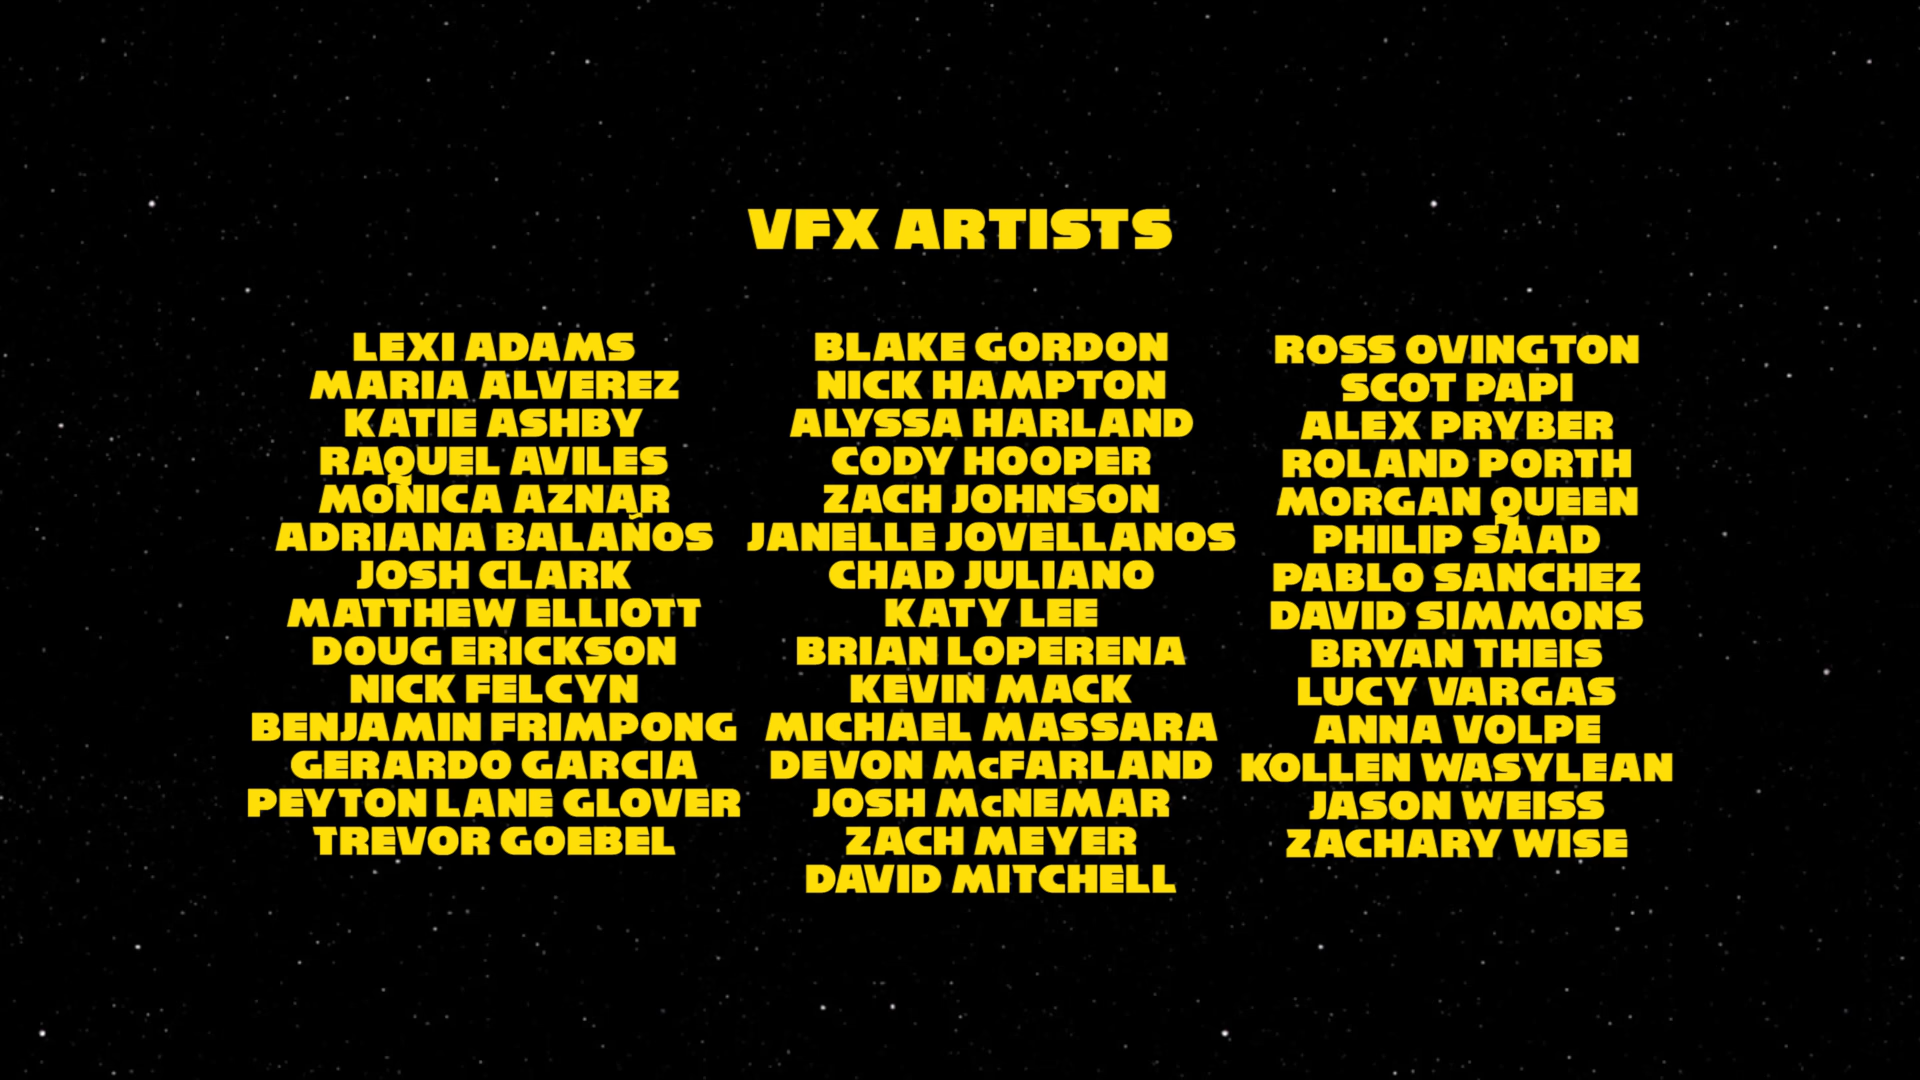 VFX ARTISTS
LEXI ADAMS
MARIA ALVEREZ
KATIE ASHBY
RAQUEL AVILES
MONICA AZNAR
ADRIANA BALAÑOS
JOSH CLARK
MATTHEW ELLIOTT
DOUG ERICKSON
NICK FELCYN
BENJAMIN FRIMPONG
GERARDO GARCIA
PEYTON LANE GLOVER
TREVOR GOEBEL
BLAKE GORDON
NICK HAMPTON
ALYSSA HARLAND
CODY HOOPER
ZACH JOHNSON
JANELLE JOVELLANOS
CHAD JULIANO
KATY LEE
BRIAN LOPERENA
KEVIN MACK
MICHAEL MASSARA
DEVON McFARLAND
JOSH McNEMAR
ZACH MEYER
DAVID MITCHELL
ROSS OVINGTON
SCOT PAPI
ALEX PRYBER
ROLAND PORTH
MORGAN QUEEN
PHILIP SAAD
PABLO SANCHEZ
DAVID SIMMONS
BRYAN THEIS
LUCY VARGAS
ANNA VOLPE
KOLLEN WASYLEAN
JASON WEISS
ZACHARY WISE